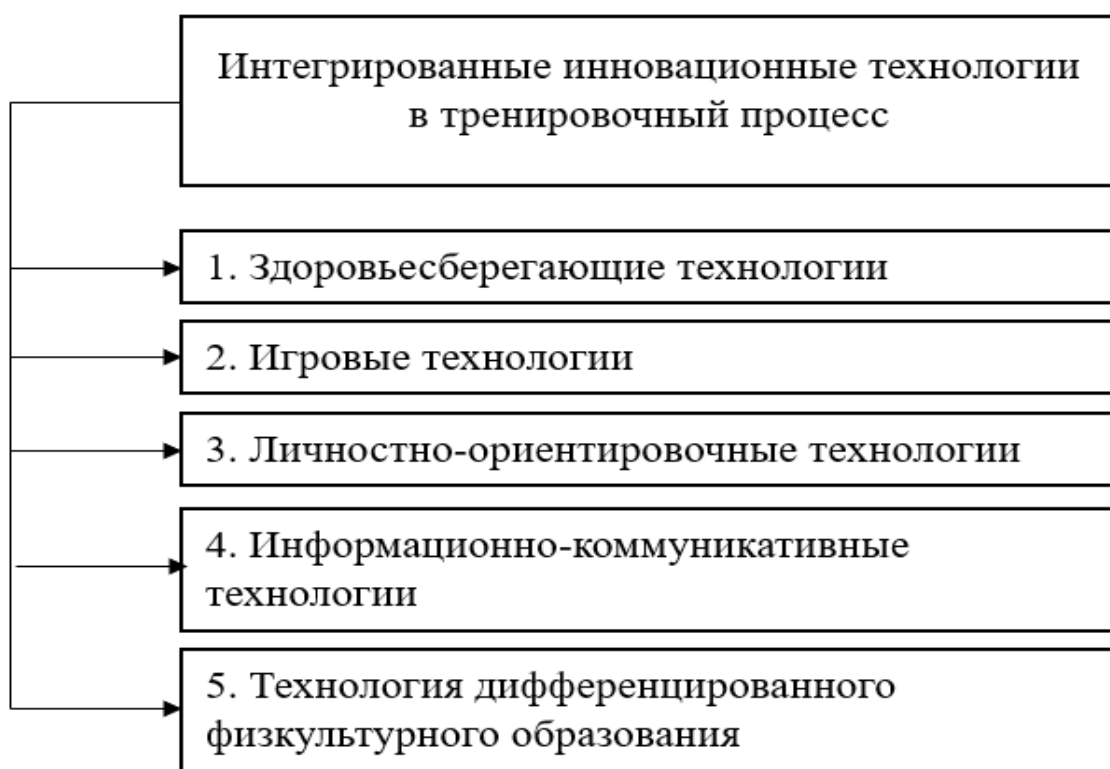 Интегрированные инновационные технологии
в тренировочный процесс
1. Здоровьесберегающие технологии
2. Игровые технологии
3. Личностно-ориентировочные технологии
4. Информационно-коммуникативные
технологии
5. Технология дифференцированного
физкультурного образования